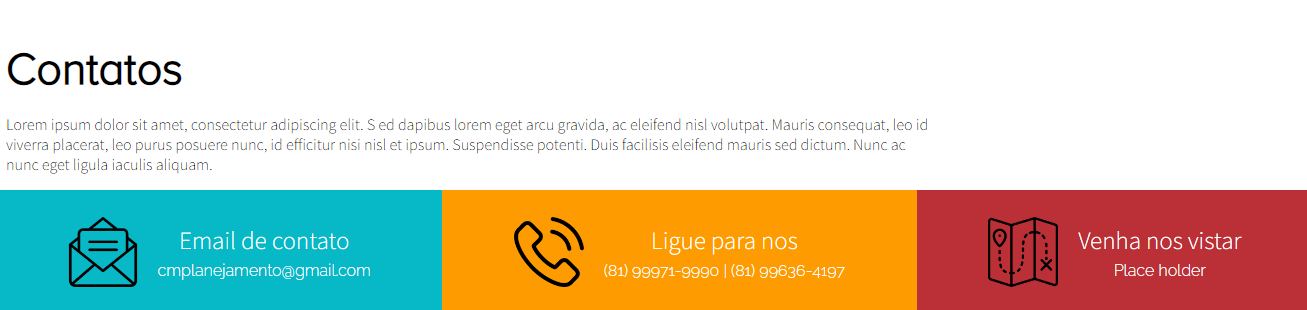 Contatos
Lorem ipsum dolor sit amet, consectetur adipiscing elit. S ed dapibus lorem eget arcu gravida, ac eleifend nisl volutpat. Mauris consequat, leo id
viverra placerat, leo purus posuere nunc, id efficitur nisi nisl et ipsum. Suspendisse potenti. Duis facilisis eleifend mauris sed dictum. Nunc ac
nunc eget ligula iaculis aliquam.
Email de contato
cmplanejamento@gmail.com
Ligue para nos
(81) 99971-9990 | (81) 99636-4197
Venha nos vistar
Place holder